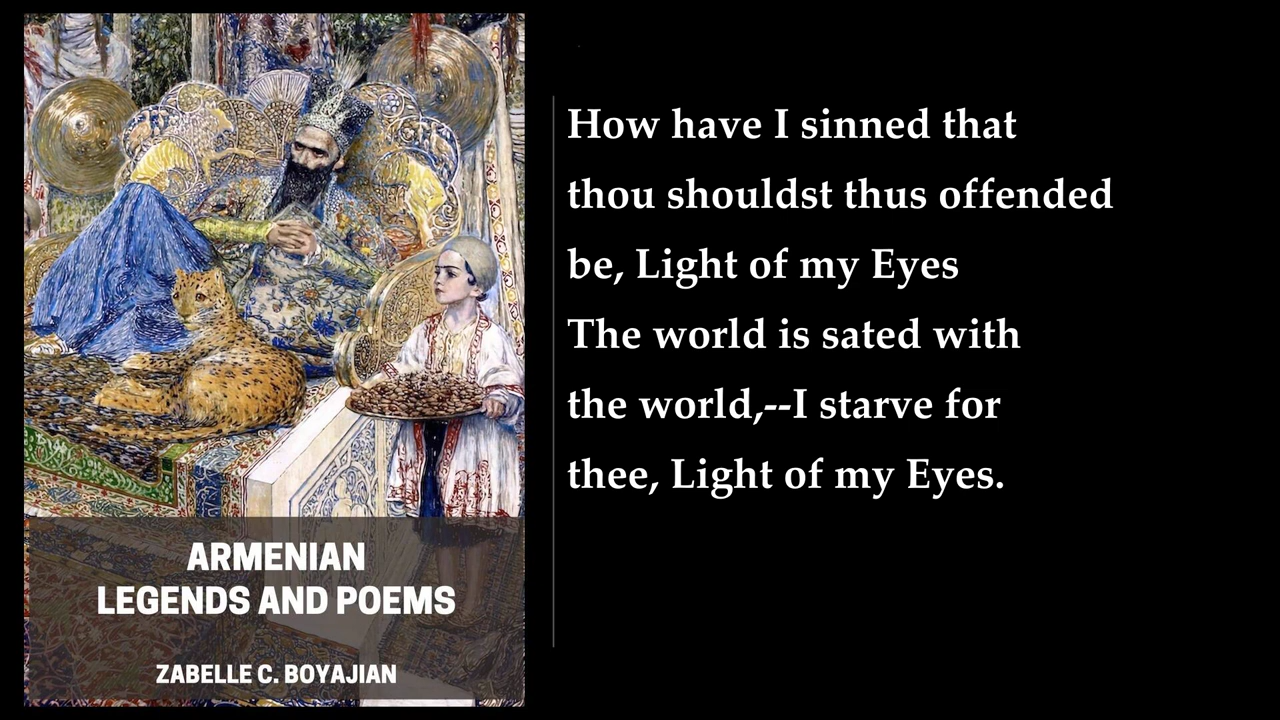 How have I sinned that
thou shouldst thus offended
be, Light of my Eyes
The world is sated with
the world,--I starve for
thee, Light of my Eyes.
ARMENIAN
LEGENDS AND POEMS
ZABELLE C. BOYAJIAN